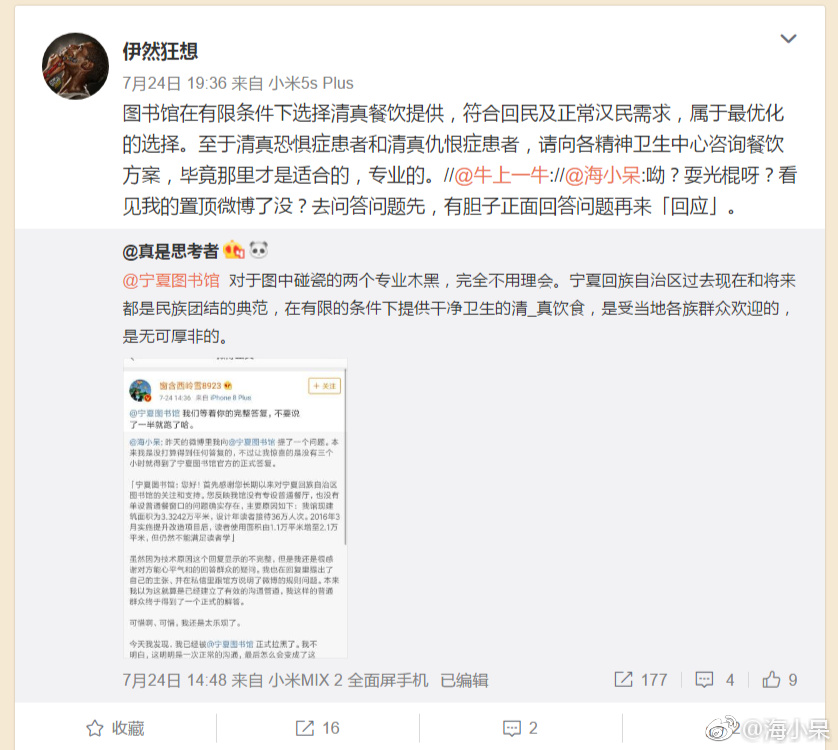 伊然狂想
7月24日 19:36 来自 小米5s Plus
图书馆在有限条件下选择清真餐饮提供，符合回民及正常汉民需求，属于最优化
的选择。至于清真恐惧症患者和清真仇恨症患者，请向各精神卫生中心咨询餐饮
方案，毕竟那里才是适合的，专业的。//@牛上一牛://@海小呆:呦？耍光棍呀？看
见我的置顶微博了没？去问答问题先，有胆子正面回答问题再来「回应」。
@真是思考者
@宁夏图书馆 对于图中碰瓷的两个专业木黑，完全不用理会。宁夏回族自治区过去现在和将来
都是民族团结的典范，在有限的条件下提供干净卫生的清_真饮食，是受当地各族群众欢迎的，
是无可厚非的。
窗含西岭雪8923
+ 关注
7-24 14:36 来自 iPhone 8 Plus
@宁夏图书馆 我们等着你的完整答复，不要说
了一半就跑了哈。
@海小呆: 昨天的微博里我向@宁夏图书馆 提了一个问题。本
来我是没打算得到任何答复的，不过让我惊喜的是没有三个
小时就得到了宁夏图书馆官方的正式答复。
「宁夏图书馆：您好！首先感谢您长期以来对宁夏回族自治区
图书馆的关注和支持。您反映我馆没有专设普通餐厅，也没有
单设普通餐窗口的问题确实存在，主要原因如下：我馆现建
筑面积为3.3242万平米，设计年读者接待36万人次。2016年3
月实施提升改造项目后，读者使用面积由1.1万平米增至2.1万
平米，但仍然不能满足读者学」
虽然因为技术原因这个回复显示的不完整，但是我还是很感
谢对方能心平气和的回答群众的疑问。我也在回复里提出了
自己的主张，并在私信里跟馆方说明了微博的规则问题。本来
我以为这就算是已经建立了有效的沟通管道，我这样的普通
群众终于得到了一个正式的解答。
可惜啊，可惜，我还是太乐观了。
今天我发现，我已经被@宁夏图书馆 正式拉黑了。我不
明白，这明明是一次正常的沟通，最后怎么会变成了这
7月24日 14:48 来自 小米MIX 2 全面屏手机 已编辑
177
4
9
收藏
16
2
2
@海小呆